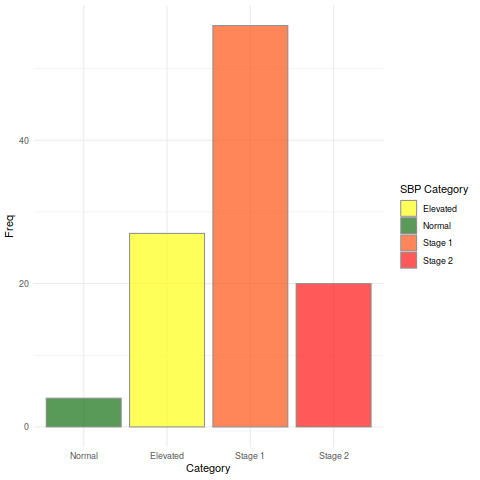 Freq
40
20
0
Normal Elevated Stage 1 Stage 2
Category
SBP Category
Elevated
Normal
Stage 1
Stage 2